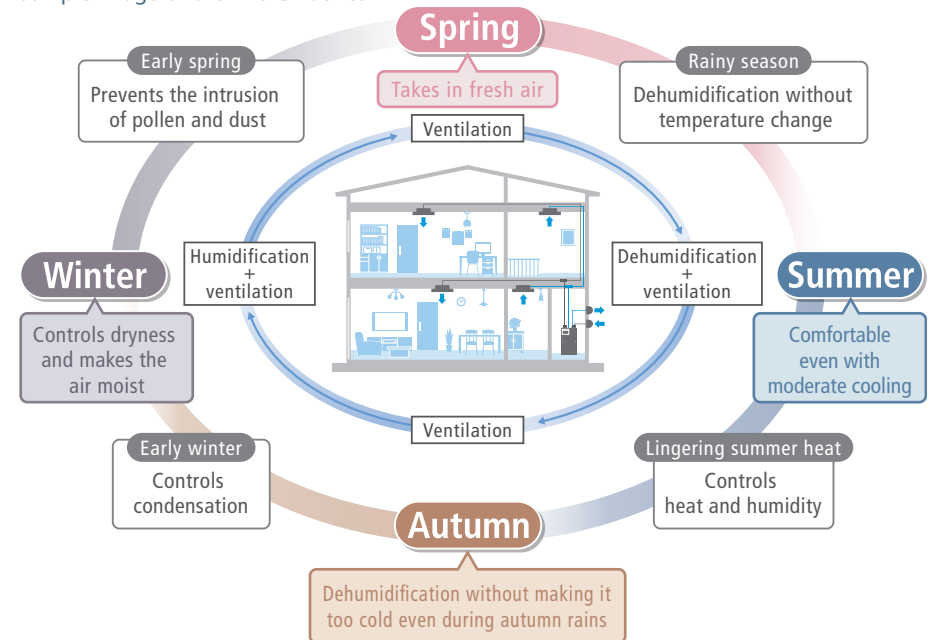 Spring
Takes in fresh air
Early spring
Prevents the intrusion
of pollen and dust
Rainy season
Dehumidification without
temperature change
Ventilation
Winter
Controls dryness
and makes the
air moist
Humidification
+
ventilation
Dehumidification
+
ventilation
Summer
Comfortable
even with
moderate cooling
Ventilation
Early winter
Controls
condensation
Lingering summer heat
Controls
heat and humidity
Autumn
Dehumidification without making it
too cold even during autumn rains